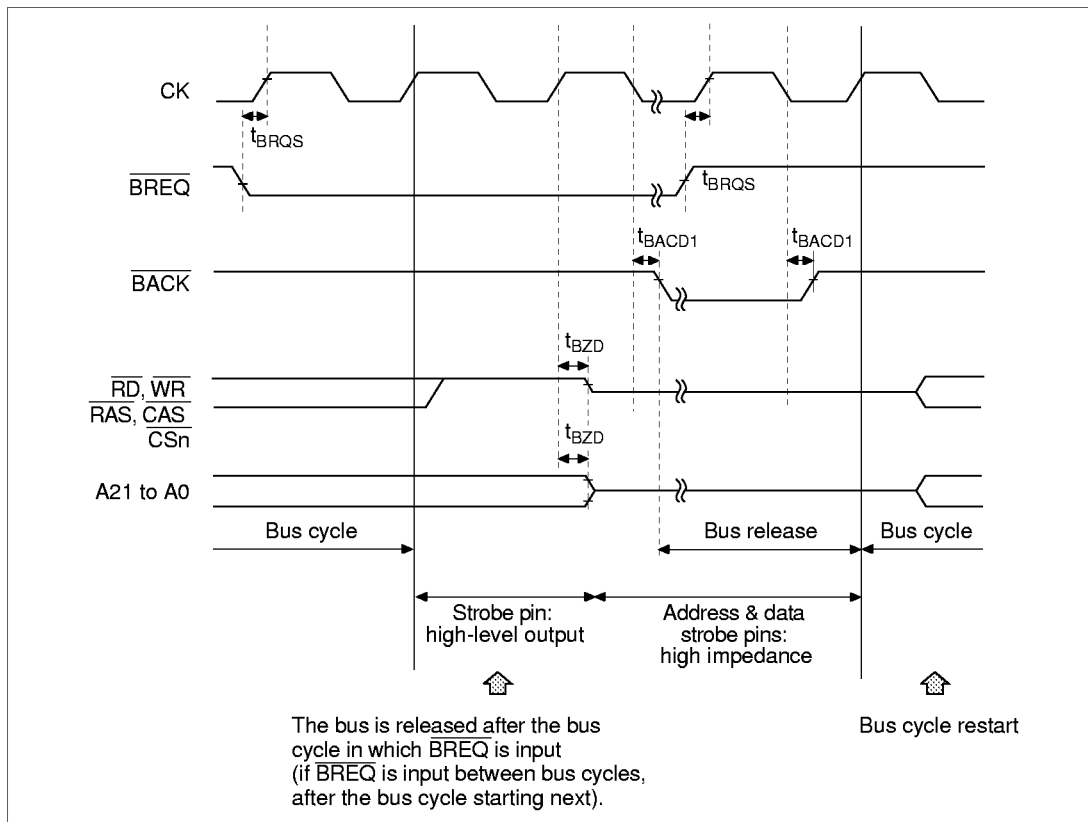 CK
tBRQS
BREQ
tBRQS
tBACD1
tBACD1
BACK
tBZD
RD, WR
RAS, CAS
CSn
tBZD
A21 to A0
Bus cycle
Bus release
Bus cycle
Strobe pin:
high-level output
Address & data
strobe pins:
high impedance
The bus is released after the bus
cycle in which BREQ is input
(if BREQ is input between bus cycles,
after the bus cycle starting next).
Bus cycle restart